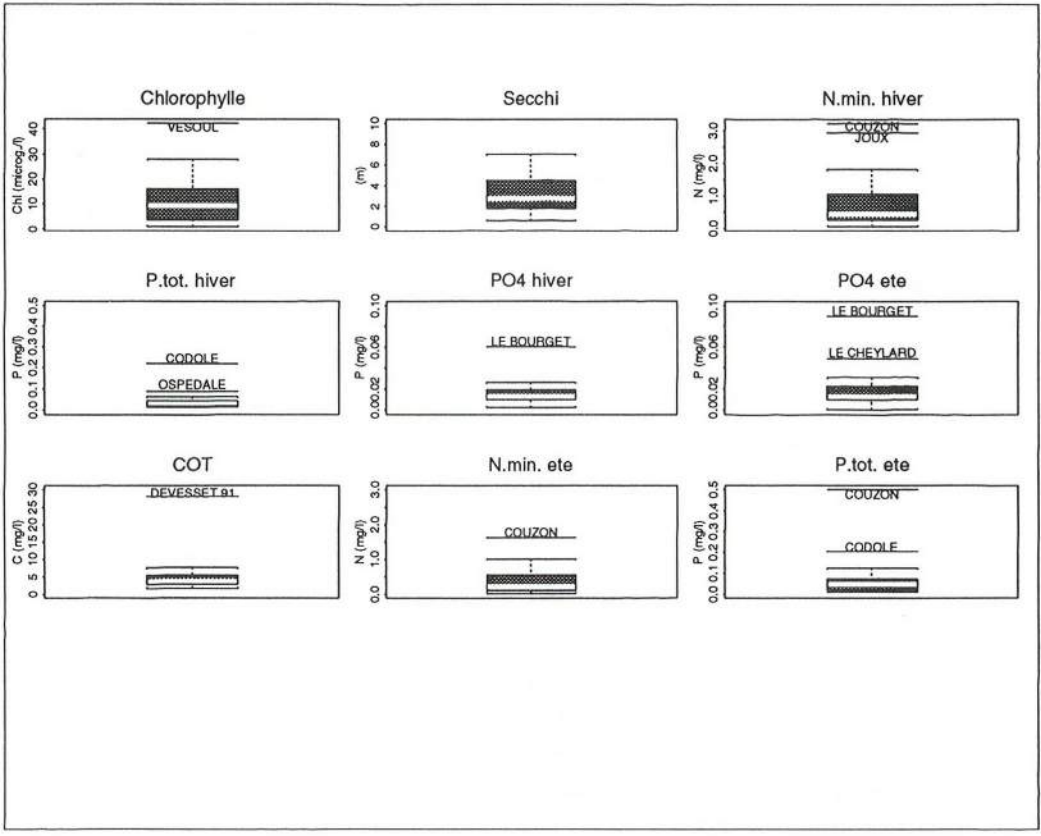 Chlorophylle
Chl (microg./l)
0 10 20 30 40
VESOUL
Secchi
(m)
0 2 4 6 8 10
N.min. hiver
N (mg/l)
0.0 1.0 2.0 3.0
COUZON
JOUX
P.tot. hiver
P (mg/l)
0.0 0.1 0.2 0.3 0.4 0.5
CODOLE
OSPEDALE
PO4 hiver
P (mg/l)
0.00 0.02 0.06 0.10
LE BOURGET
PO4 ete
P (mg/l)
0.00 0.02 0.06 0.10
LE BOURGET
LE CHEYLARD
COT
C (mg/l)
0 5 10 15 20 25 30
DEVESSET 91
N.min. ete
N (mg/l)
0.0 1.0 2.0 3.0
COUZON
P.tot. ete
P (mg/l)
0.0 0.1 0.2 0.3 0.4 0.5
COUZON
CODOLE